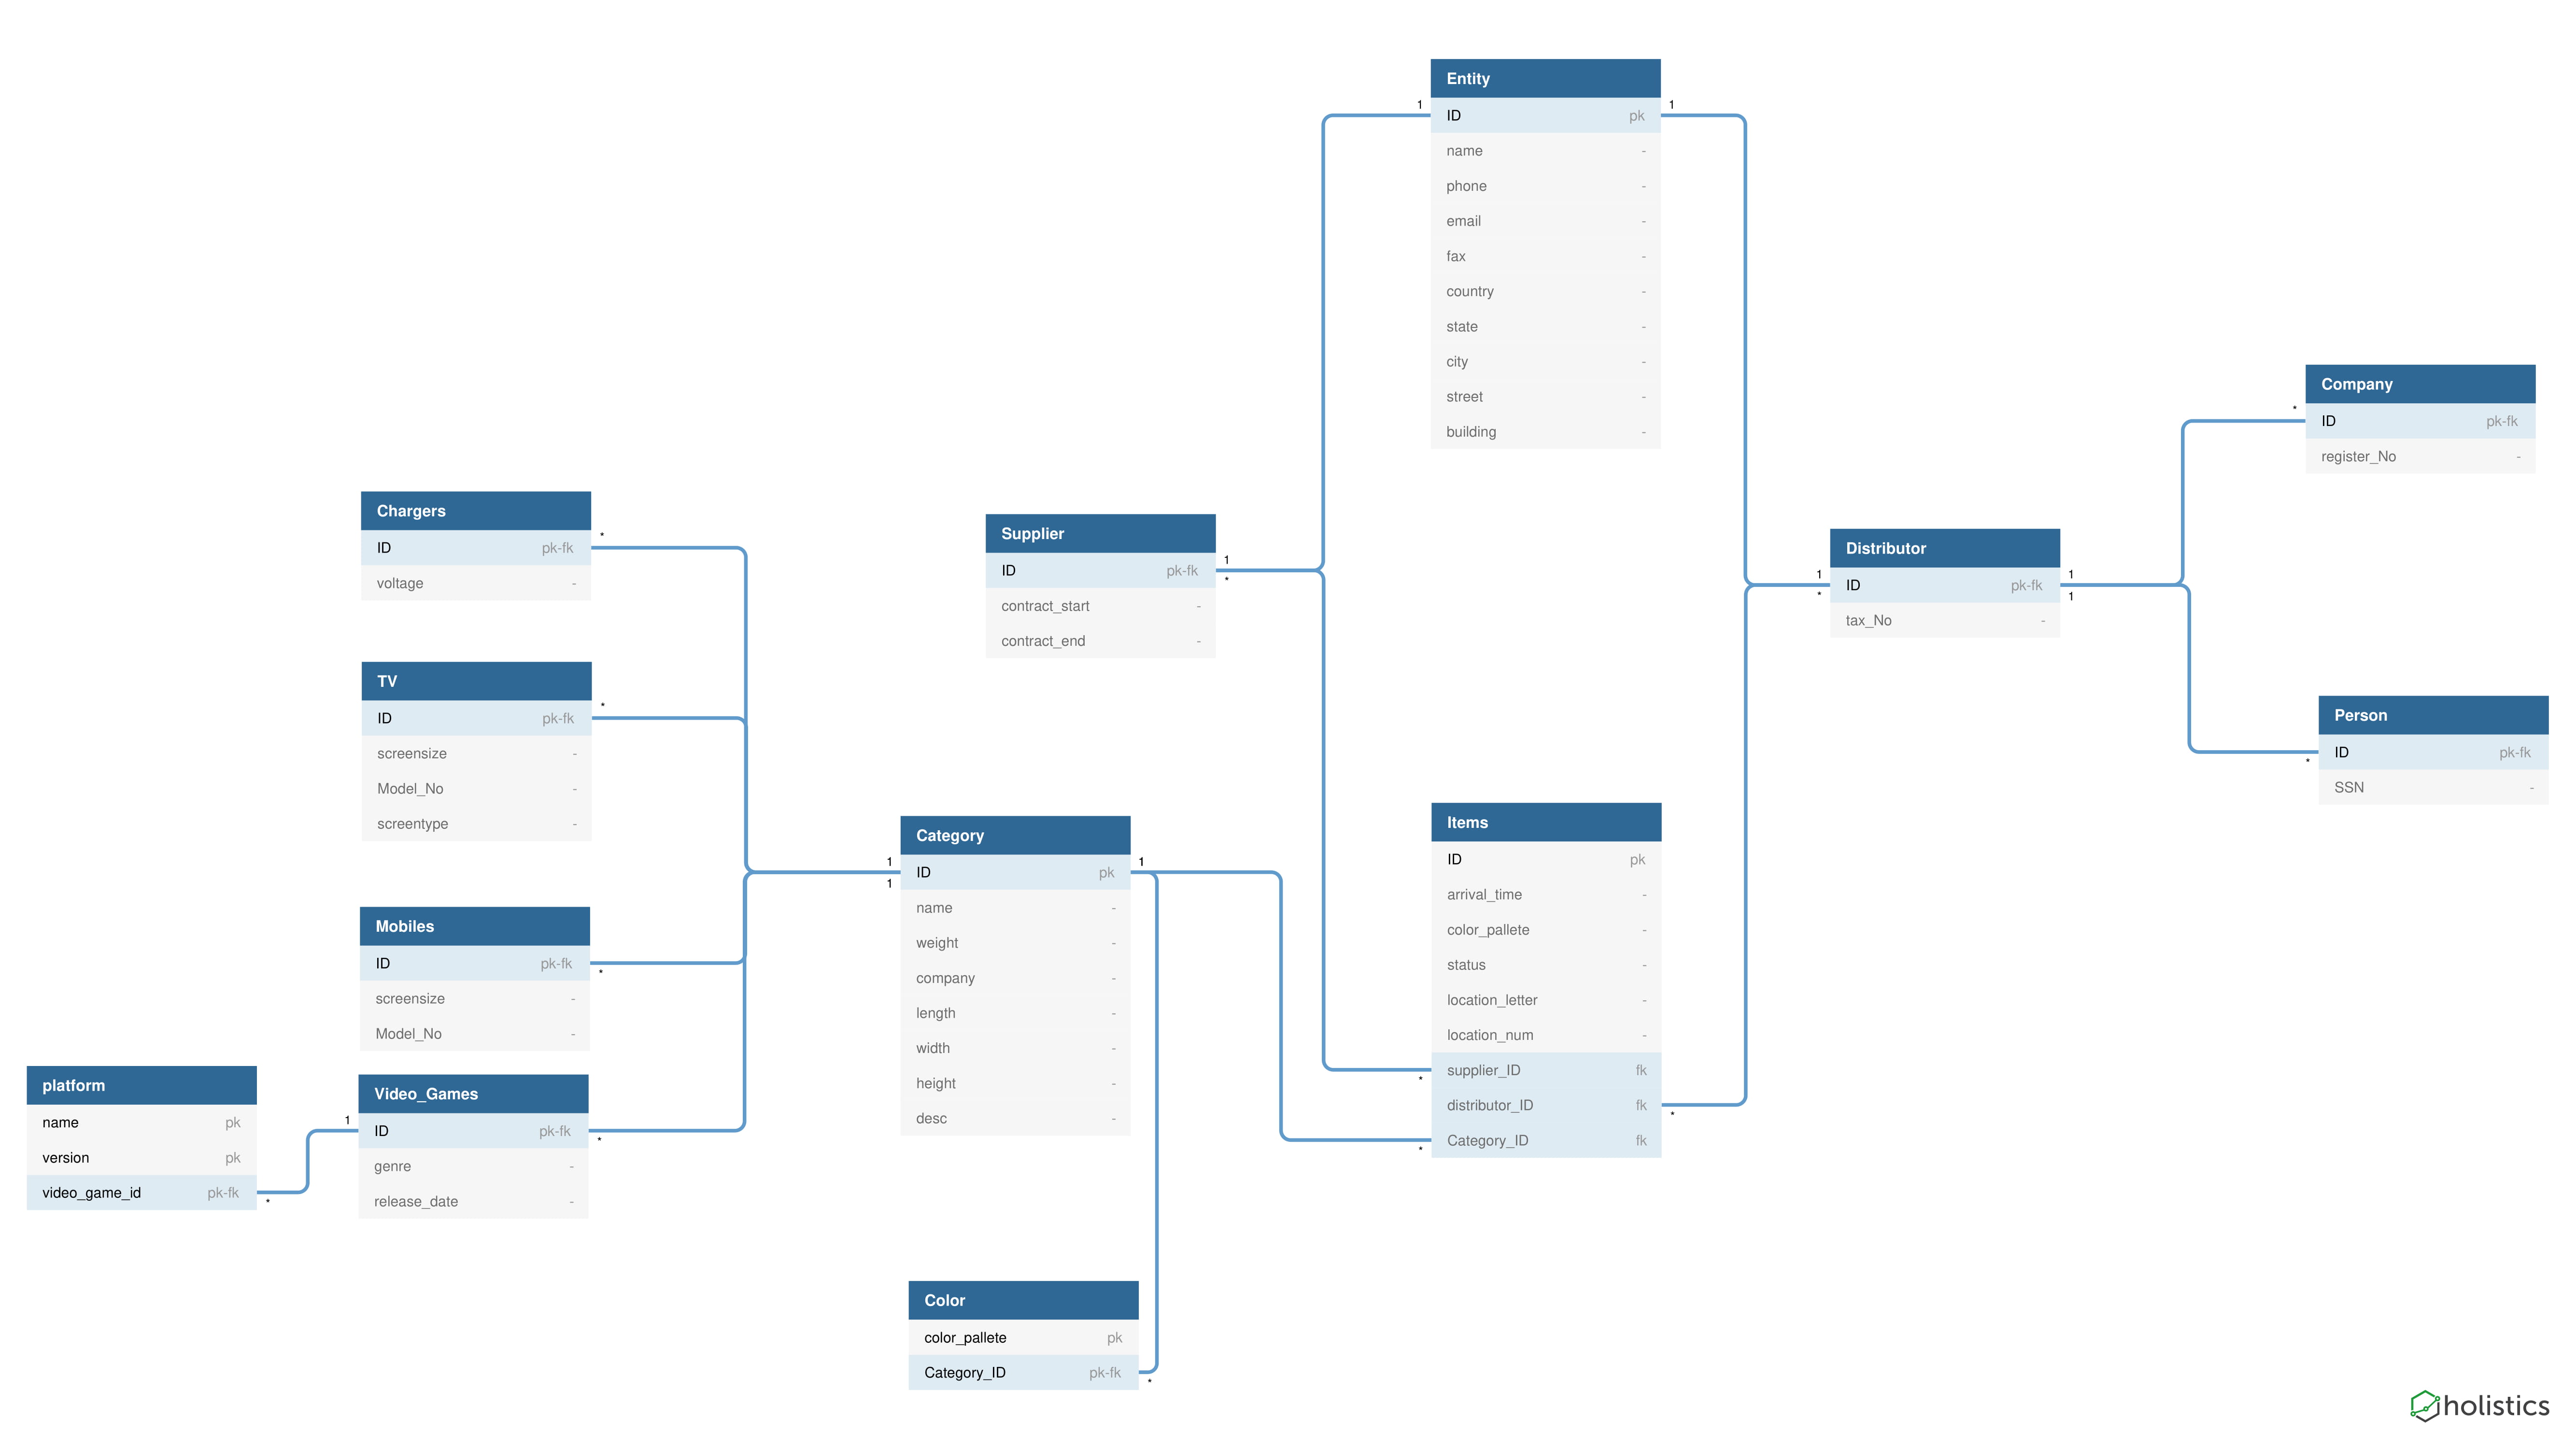 Entity
1
1
ID pk
name -
phone -
email -
fax -
country -
state -
city -
street -
building -
Company
*
ID pk-fk
register_No -
Chargers
*
ID pk-fk
voltage -
Supplier
1
ID pk-fk
*
contract_start -
contract_end -
Distributor
1
1
ID pk-fk
*
1
tax_No -
TV
*
ID pk-fk
screensize -
Model_No -
screentype -
Person
ID pk-fk
*
SSN -
Category
1
1
ID pk
1
name -
weight -
company -
length -
width -
height -
desc -
Items
ID pk
arrival_time -
color_pallete -
status -
location_letter -
location_num -
supplier_ID fk
*
distributor_ID fk
*
Category_ID fk
*
Mobiles
ID pk-fk
*
screensize -
Model_No -
platform
name pk
version pk
video_game_id pk-fk
*
Video_Games
1
ID pk-fk
*
genre -
release_date -
Color
color_pallete pk
Category_ID pk-fk
*
holistics